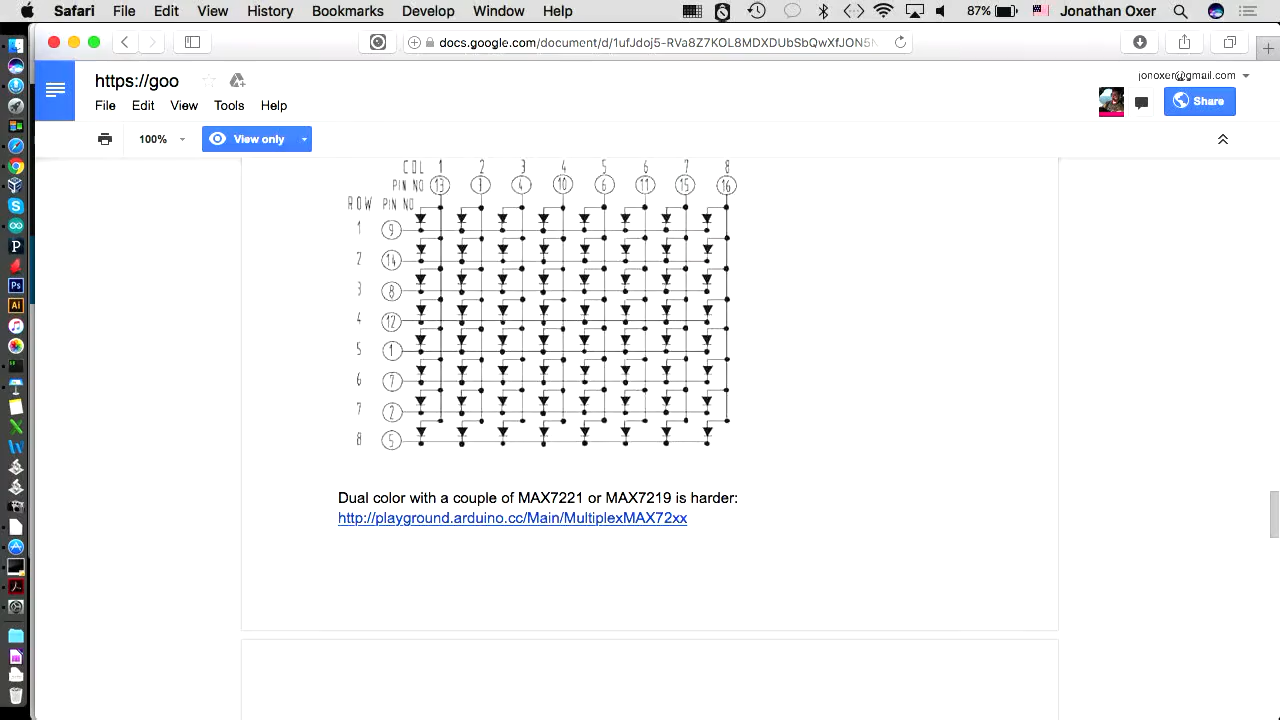 Safari File Edit View History Bookmarks Develop Window Help 87% Jonathan Oxer
docs.google.com/document/d/1ufJdoj5-RVa8Z7KOL8MDXDUbSbQwXfJON5N
https://goo
jonoxer@gmail.com
File Edit View Tools Help
Share
100% View only
COL 1 2 3 4 5 6 7 8
PIN NO 13 3 4 10 6 11 15 16
ROW PIN NO
1 9
2 14
3 8
4 12
5 1
6 7
7 2
8 5
Dual color with a couple of MAX7221 or MAX7219 is harder:
http://playground.arduino.cc/Main/MultiplexMAX72xx